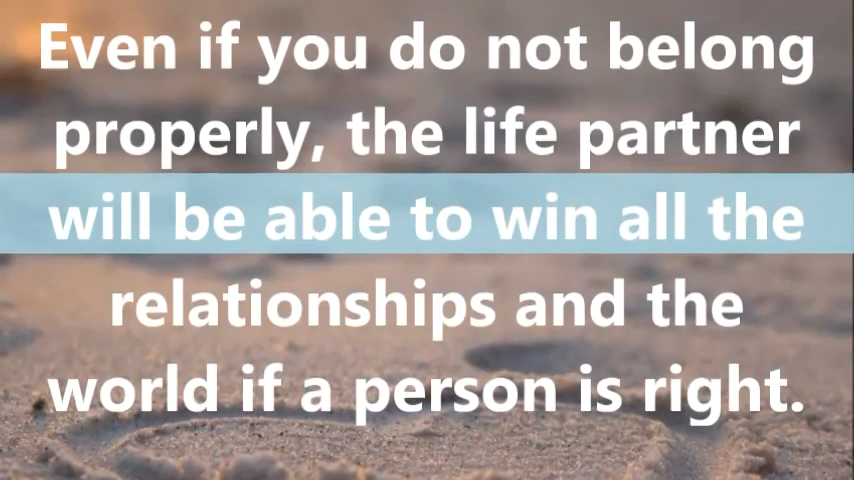 Even if you do not belong
properly, the life partner
will be able to win all the
relationships and the
world if a person is right.